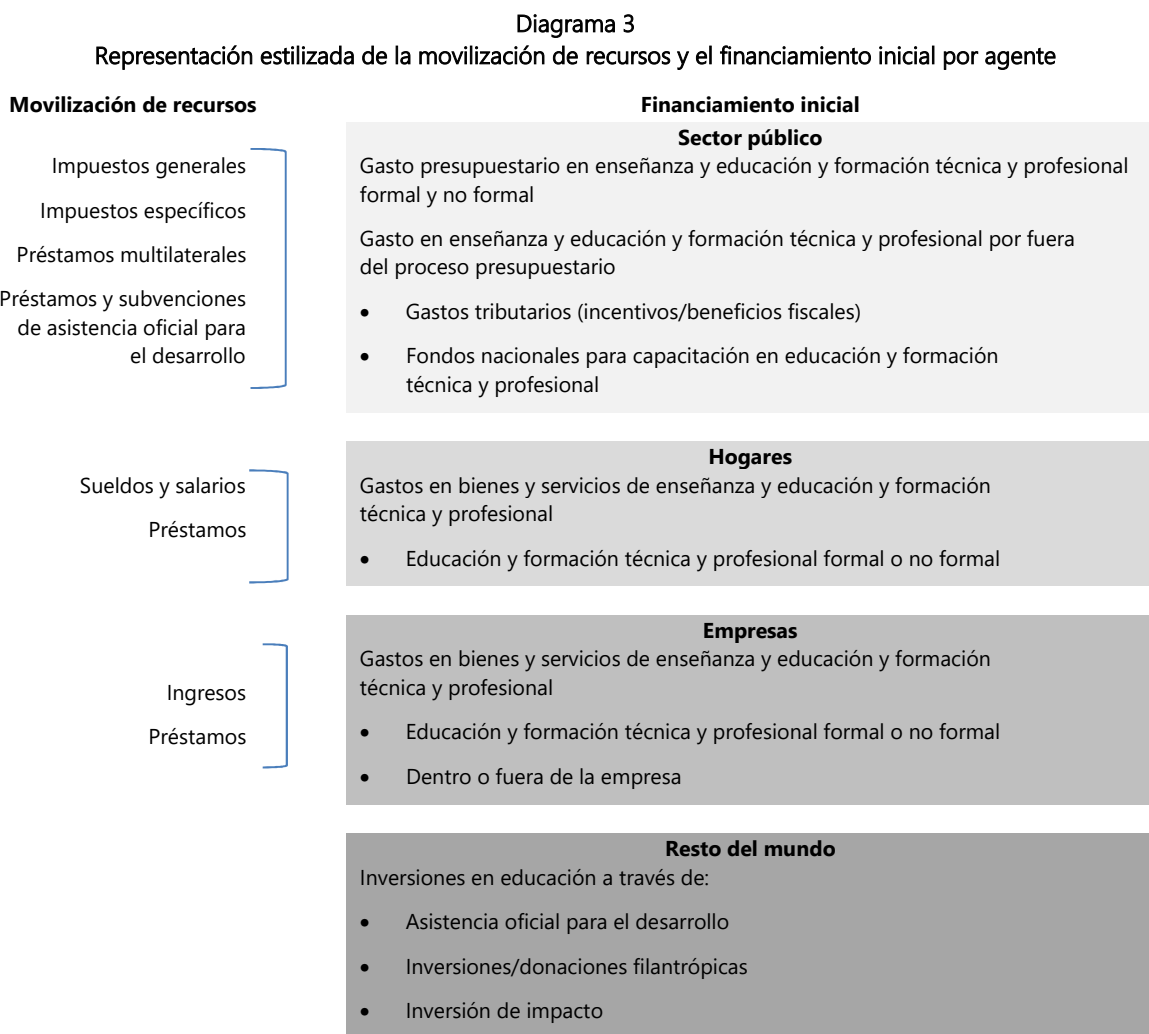 Diagrama 3
Representación estilizada de la movilización de recursos y el financiamiento inicial por agente
Movilización de recursos
Financiamiento inicial
Impuestos generales
Impuestos específicos
Préstamos multilaterales
Préstamos y subvenciones
de asistencia oficial para
el desarrollo
Sector público
Gasto presupuestario en enseñanza y educación y formación técnica y profesional
formal y no formal
Gasto en enseñanza y educación y formación técnica y profesional por fuera
del proceso presupuestario
• Gastos tributarios (incentivos/beneficios fiscales)
• Fondos nacionales para capacitación en educación y formación
técnica y profesional
Sueldos y salarios
Préstamos
Hogares
Gastos en bienes y servicios de enseñanza y educación y formación
técnica y profesional
• Educación y formación técnica y profesional formal o no formal
Ingresos
Préstamos
Empresas
Gastos en bienes y servicios de enseñanza y educación y formación
técnica y profesional
• Educación y formación técnica y profesional formal o no formal
• Dentro o fuera de la empresa
Resto del mundo
Inversiones en educación a través de:
• Asistencia oficial para el desarrollo
• Inversiones/donaciones filantrópicas
• Inversión de impacto